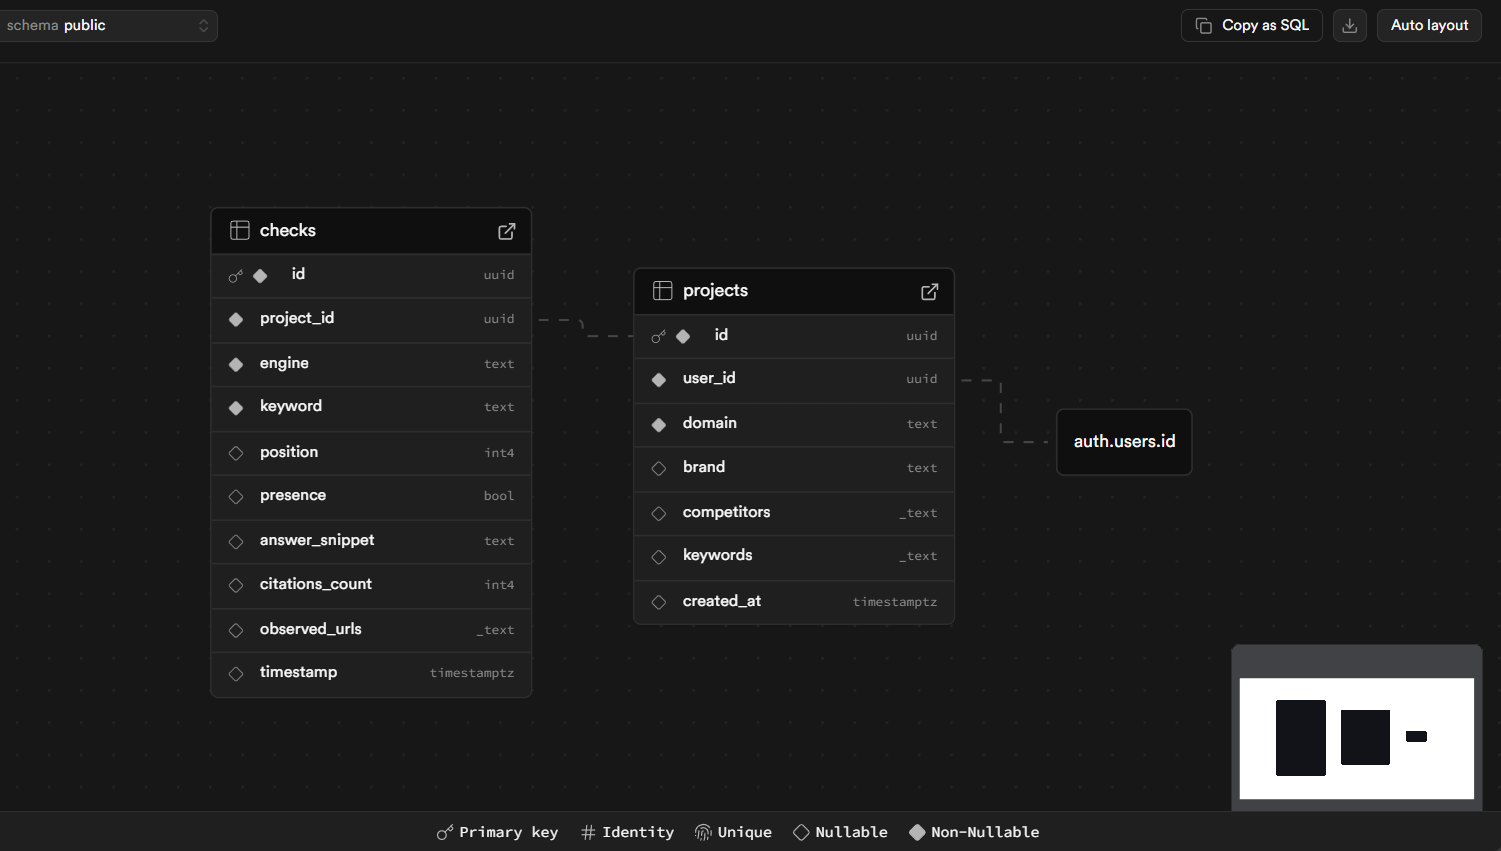 schema public
Copy as SQL
Auto layout
checks
id uuid
project_id uuid
engine text
keyword text
position int4
presence bool
answer_snippet text
citations_count int4
observed_urls _text
timestamp timestamptz
projects
id uuid
user_id uuid
domain text
brand text
competitors _text
keywords _text
created_at timestamptz
auth.users.id
Primary key
Identity
Unique
Nullable
Non-Nullable